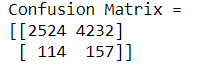 Confusion Matrix =
[[2524 4232]
[ 114  157]]